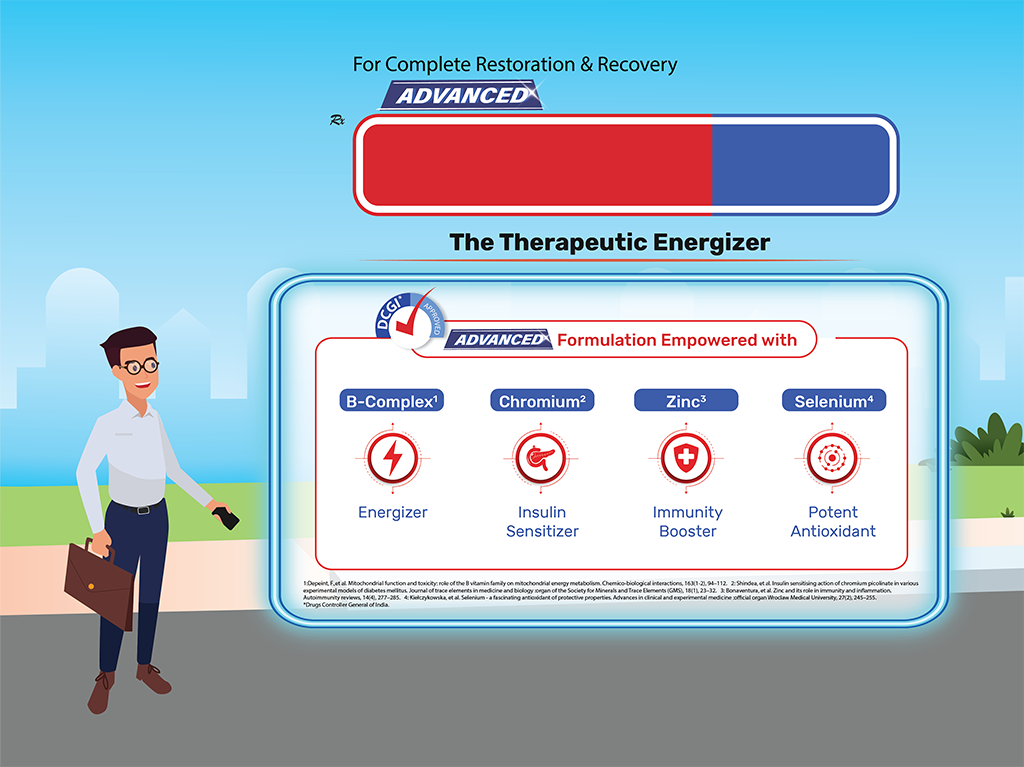 For Complete Restoration & Recovery
ADVANCED
Rx
The Therapeutic Energizer
DCGI* APPROVED
ADVANCED Formulation Empowered with
B-Complex¹ Chromium² Zinc³ Selenium⁴
Energizer Insulin Sensitizer Immunity Booster Potent Antioxidant
1:Depeint, F, et al. Mitochondrial function and toxicity: role of the B vitamin family on mitochondrial energy metabolism. Chemico-biological interactions, 163(1-2), 94–112. 2: Shindea, et al. Insulin sensitising action of chromium picolinate in various
experimental models of diabetes mellitus. Journal of trace elements in medicine and biology :organ of the Society for Minerals and Trace Elements (GMS), 18(1), 23–32. 3: Bonaventura, et al. Zinc and its role in immunity and inflammation.
Autoimmunity reviews, 14(4), 277–285. 4: Kiełczykowska, et al. Selenium - a fascinating antioxidant of protective properties. Advances in clinical and experimental medicine :official organ Wroclaw Medical University, 27(2), 245–255.
*Drugs Controller General of India.